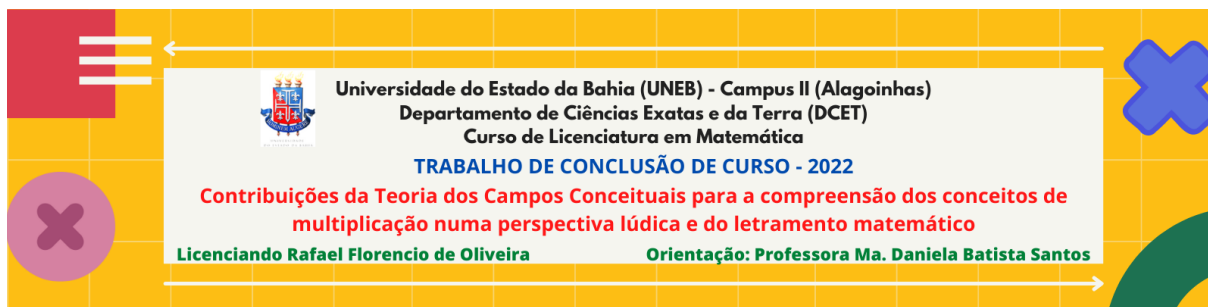 Universidade do Estado da Bahia (UNEB) - Campus II (Alagoinhas)
Departamento de Ciências Exatas e da Terra (DCET)
Curso de Licenciatura em Matemática
TRABALHO DE CONCLUSÃO DE CURSO - 2022
Contribuições da Teoria dos Campos Conceituais para a compreensão dos conceitos de
multiplicação numa perspectiva lúdica e do letramento matemático
Licenciando Rafael Florencio de Oliveira
Orientação: Professora Ma. Daniela Batista Santos